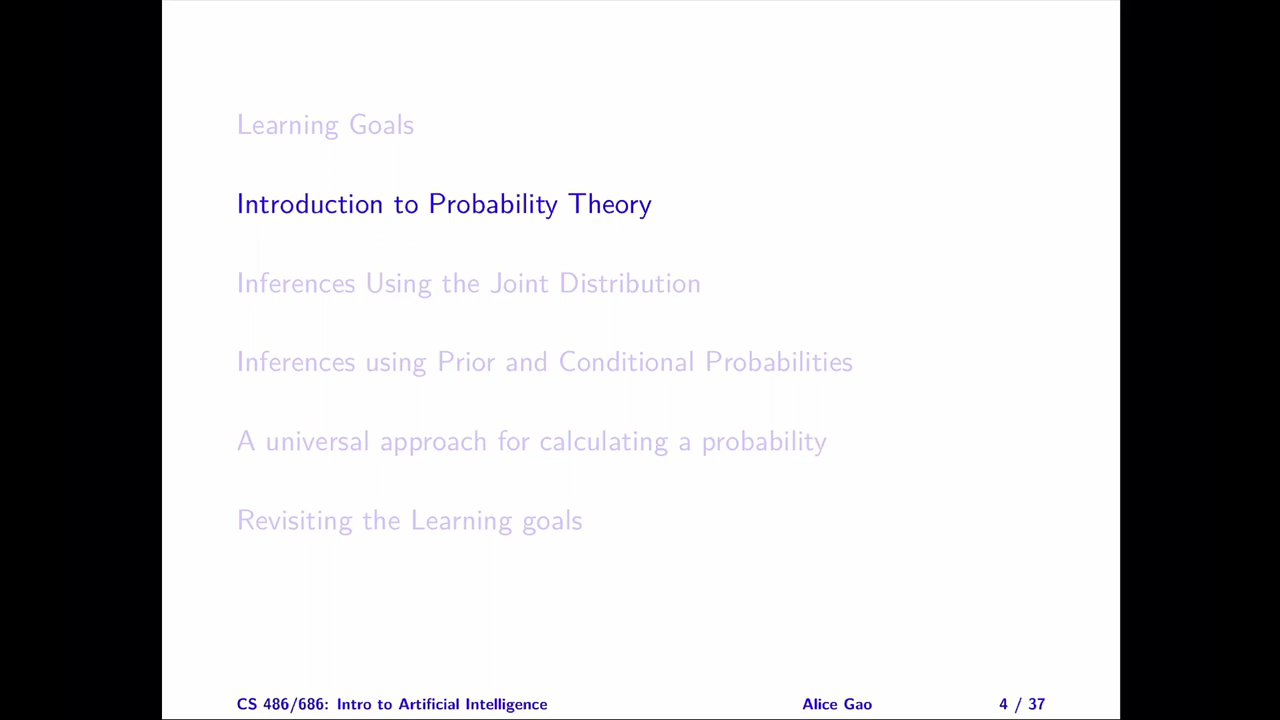 Learning Goals
Introduction to Probability Theory
Inferences Using the Joint Distribution
Inferences using Prior and Conditional Probabilities
A universal approach for calculating a probability
Revisiting the Learning goals
CS 486/686: Intro to Artificial Intelligence Alice Gao 4 / 37